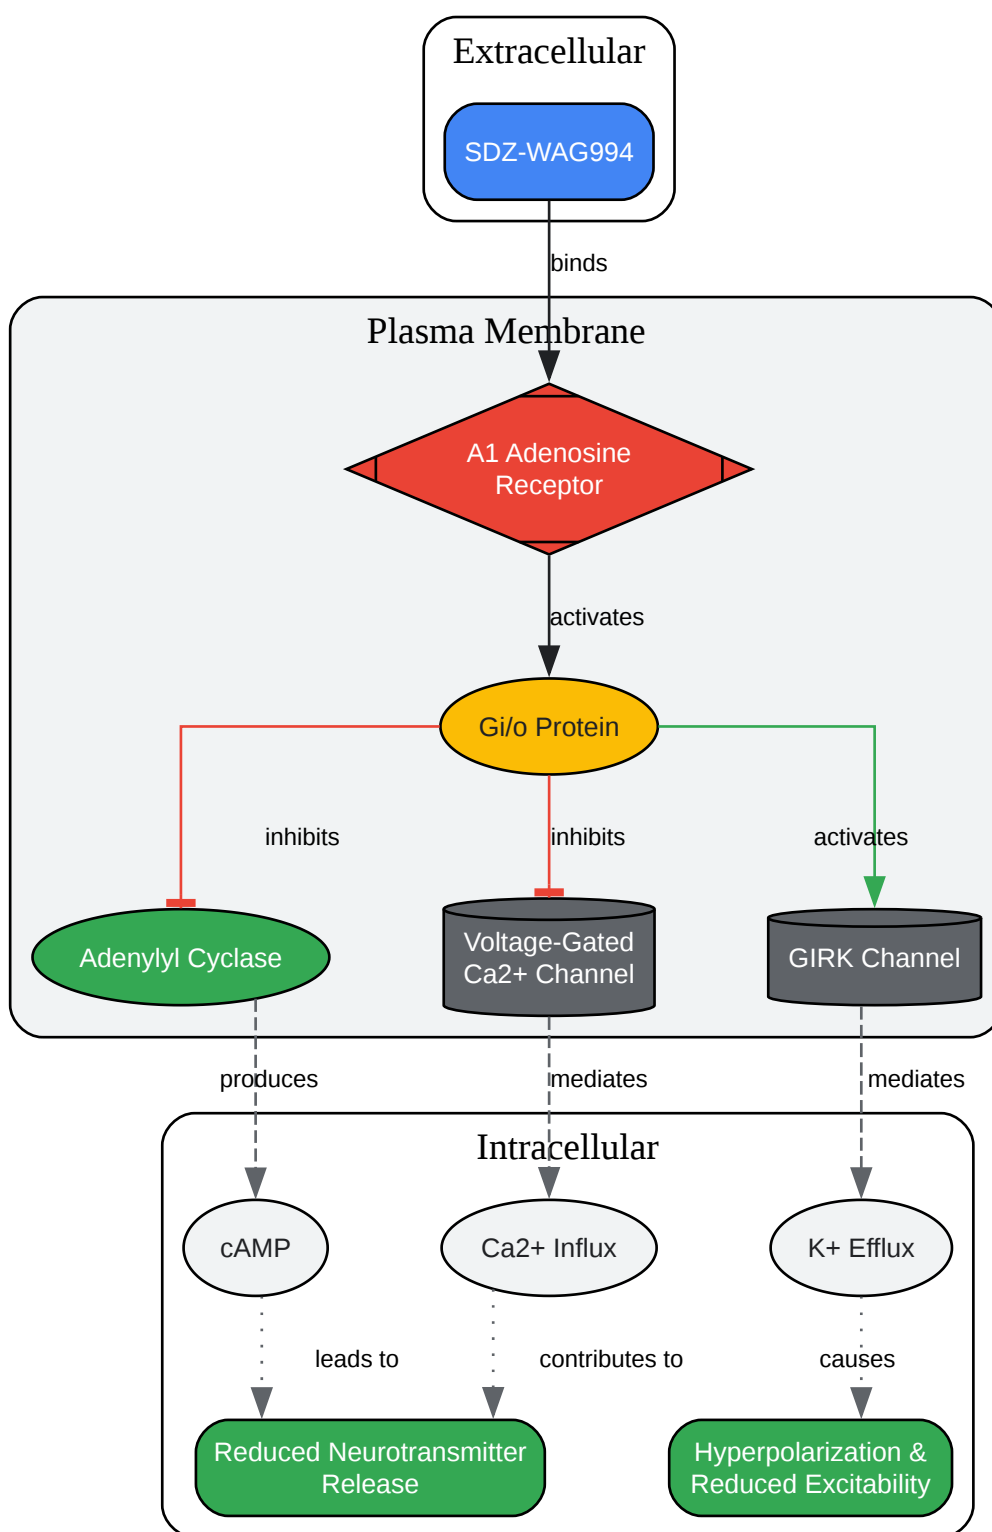 Extracellular
SDZ-WAG994
binds
Plasma Membrane
A1 Adenosine
Receptor
activates
Gi/o Protein
inhibits
inhibits
activates
Adenylyl Cyclase
Voltage-Gated
Ca2+ Channel
GIRK Channel
produces
mediates
mediates
Intracellular
cAMP
Ca2+ Influx
K+ Efflux
leads to
contributes to
causes
Reduced Neurotransmitter
Release
Hyperpolarization &
Reduced Excitability